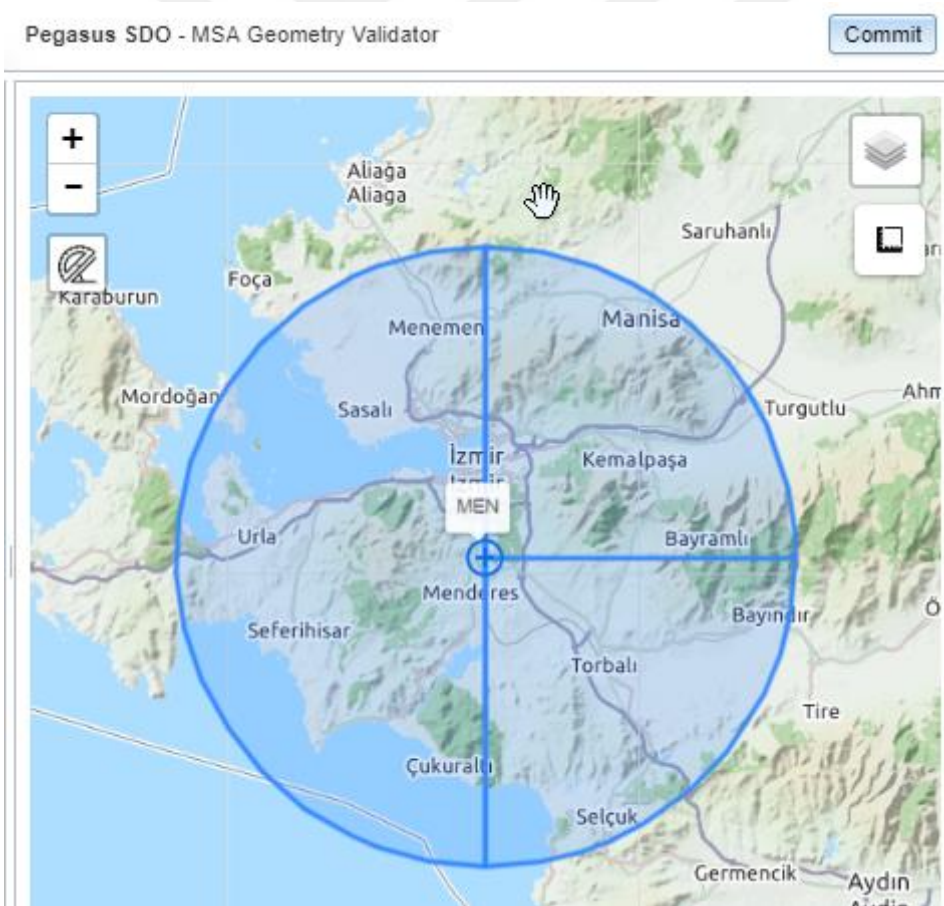 Pegasus SDO - MSA Geometry Validator
Commit
+
-
Aliağa
Aliaga
Saruhanlı
Foça
Karaburun
Menemen
Manisa
Mordoğan
Sasalı
Turgutlu
Ahm
İzmir
Izmir
Kemalpaşa
MEN
Urla
Bayramlı
Menderes
Seferihisar
Bayındır
Ö
Torbalı
Tire
Çukuraltı
Selçuk
Germencik
Aydın